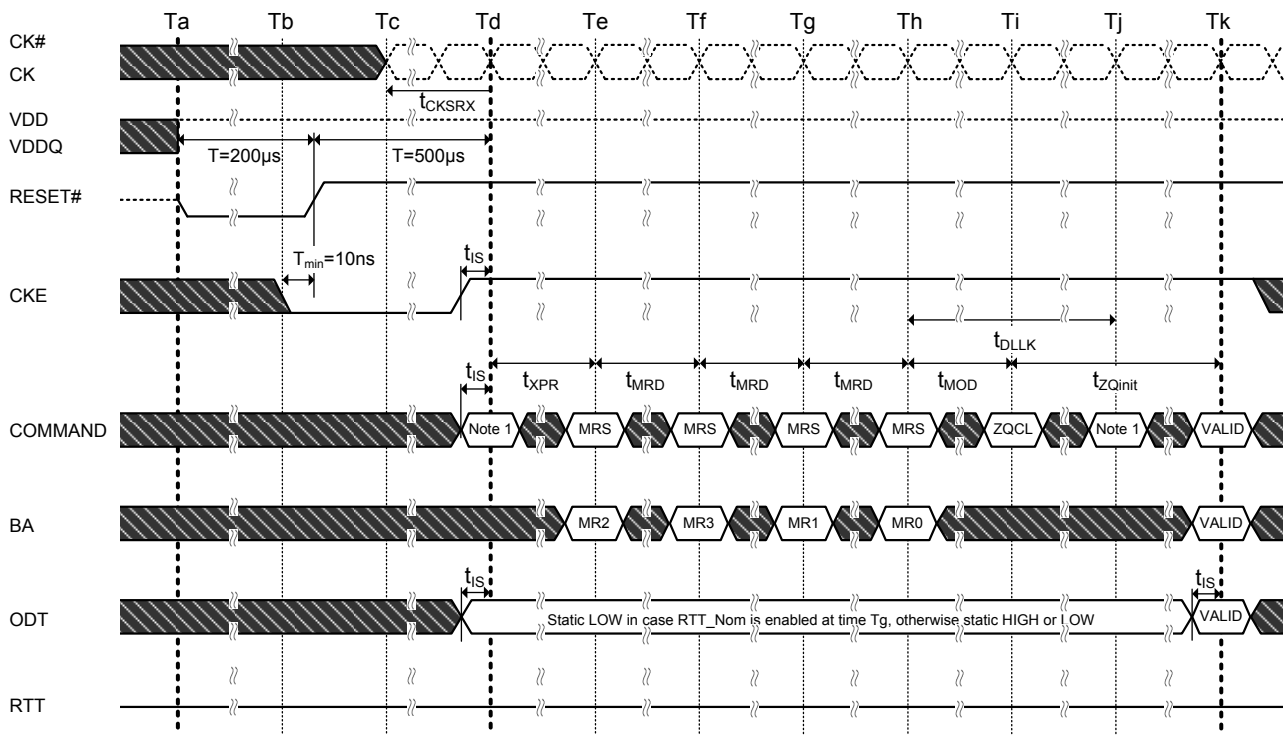 Ta Tb Tc Td Te Tf Tg Th Ti Tj Tk
CK#
CK
tCKSRX
VDD
VDDQ
T=200µs T=500µs
RESET#
Tmin=10ns tIS
CKE
tDLLK
tIS tXPR tMRD tMRD tMRD tMOD tZQinit
COMMAND Note 1 MRS MRS MRS MRS ZQCL Note 1 VALID
BA MR2 MR3 MR1 MR0 VALID
tIS tIS
ODT Static LOW in case RTT_Nom is enabled at time Tg, otherwise static HIGH or LOW VALID
RTT